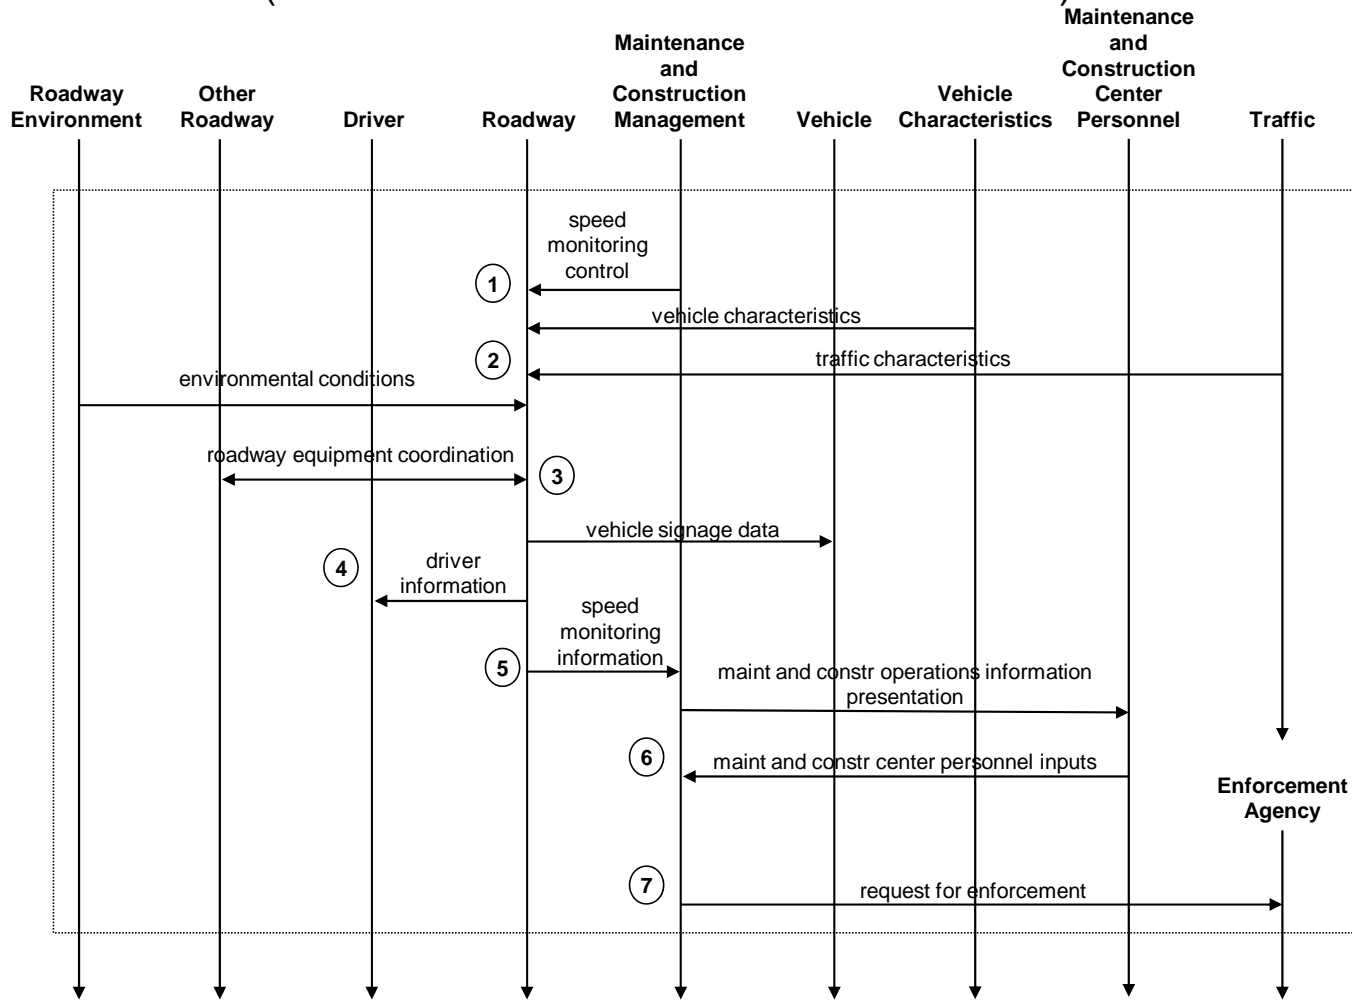 ( )
Roadway
Environment
Other
Roadway
Driver
Roadway
Maintenance
and
Construction
Management
Vehicle
Vehicle
Characteristics
Maintenance
and
Construction
Center
Personnel
Traffic
speed
monitoring
control
1
vehicle characteristics
2
traffic characteristics
environmental conditions
roadway equipment coordination
3
vehicle signage data
4
driver
information
speed
monitoring
information
5
maint and constr operations information
presentation
6
maint and constr center personnel inputs
Enforcement
Agency
7
request for enforcement